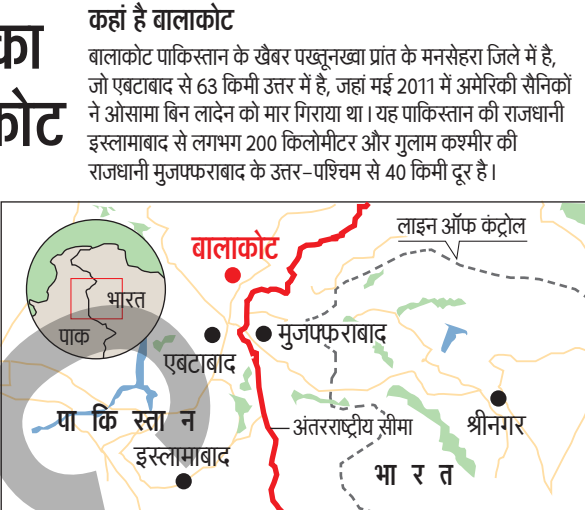 का
कोट
कहां है बालाकोट
बालाकोट पाकिस्तान के खैबर पख्तूनख्वा प्रांत के मनसेहरा जिले में है,
जो एबटाबाद से 63 किमी उत्तर में है, जहां मई 2011 में अमेरिकी सैनिकों
ने ओसामा बिन लादेन को मार गिराया था। यह पाकिस्तान की राजधानी
इस्लामाबाद से लगभग 200 किलोमीटर और गुलाम कश्मीर की
राजधानी मुजफ्फराबाद के उत्तर-पश्चिम से 40 किमी दूर है।
लाइन ऑफ कंट्रोल
बालाकोट
भारत
पाक
मुजफ्फराबाद
एबटाबाद
पाकिस्तान
अंतरराष्ट्रीय सीमा
श्रीनगर
इस्लामाबाद
भारत